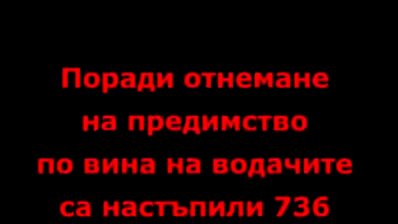 Поради отнемане
на предимство
по вина на водачите
са настъпили 736